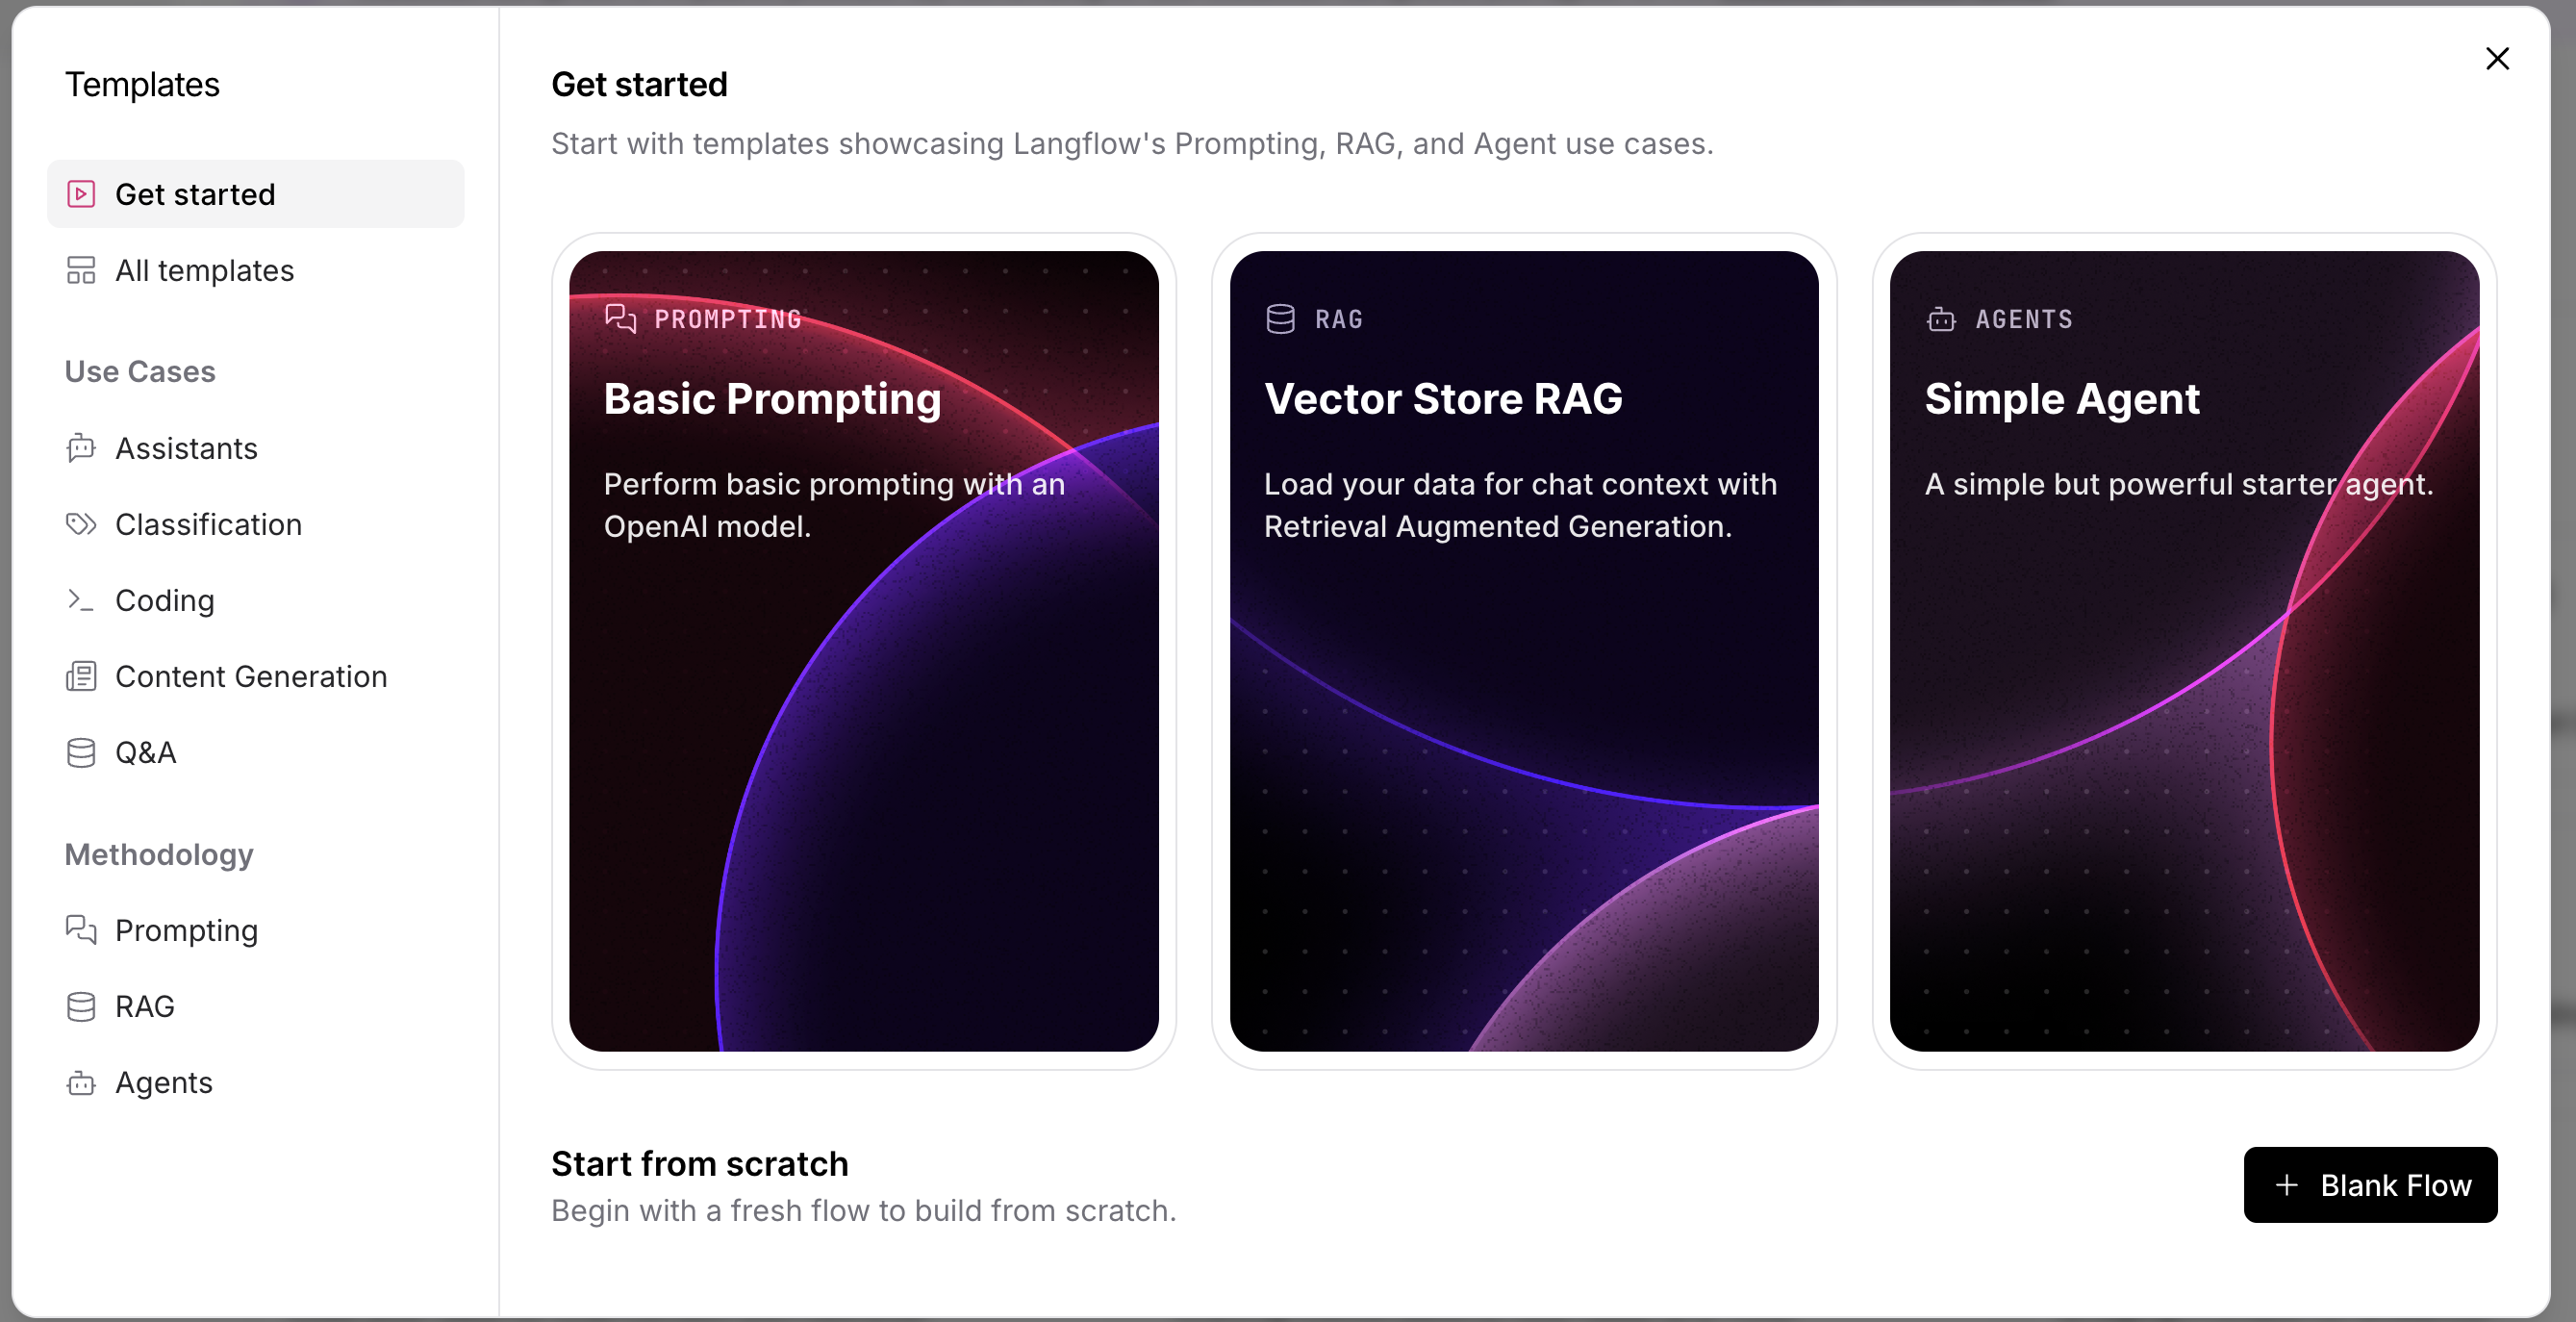 Templates
Get started
All templates
Use Cases
Assistants
Classification
Coding
Content Generation
Q&A
Methodology
Prompting
RAG
Agents
Get started
Start with templates showcasing Langflow's Prompting, RAG, and Agent use cases.
PROMPTING
Basic Prompting
Perform basic prompting with an
OpenAI model.
RAG
Vector Store RAG
Load your data for chat context with
Retrieval Augmented Generation.
AGENTS
Simple Agent
A simple but powerful starter agent.
Start from scratch
Begin with a fresh flow to build from scratch.
Blank Flow